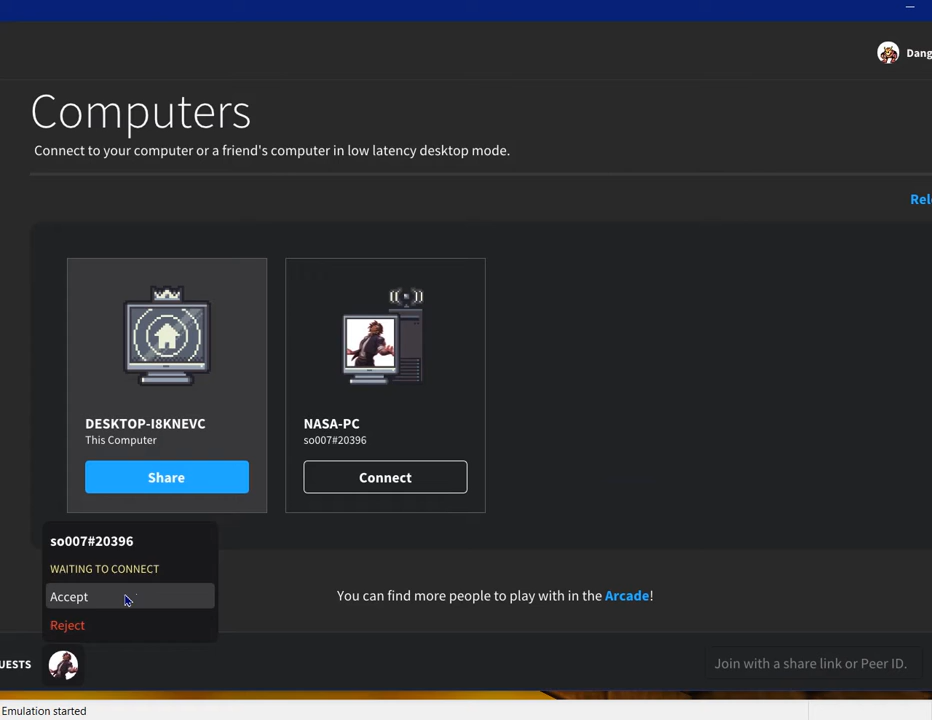 Dang
Computers
Connect to your computer or a friend's computer in low latency desktop mode.
Rel
DESKTOP-I8KNEVC
This Computer
Share
NASA-PC
so007#20396
Connect
so007#20396
WAITING TO CONNECT
Accept
Reject
You can find more people to play with in the Arcade!
UESTS
Join with a share link or Peer ID.
Emulation started